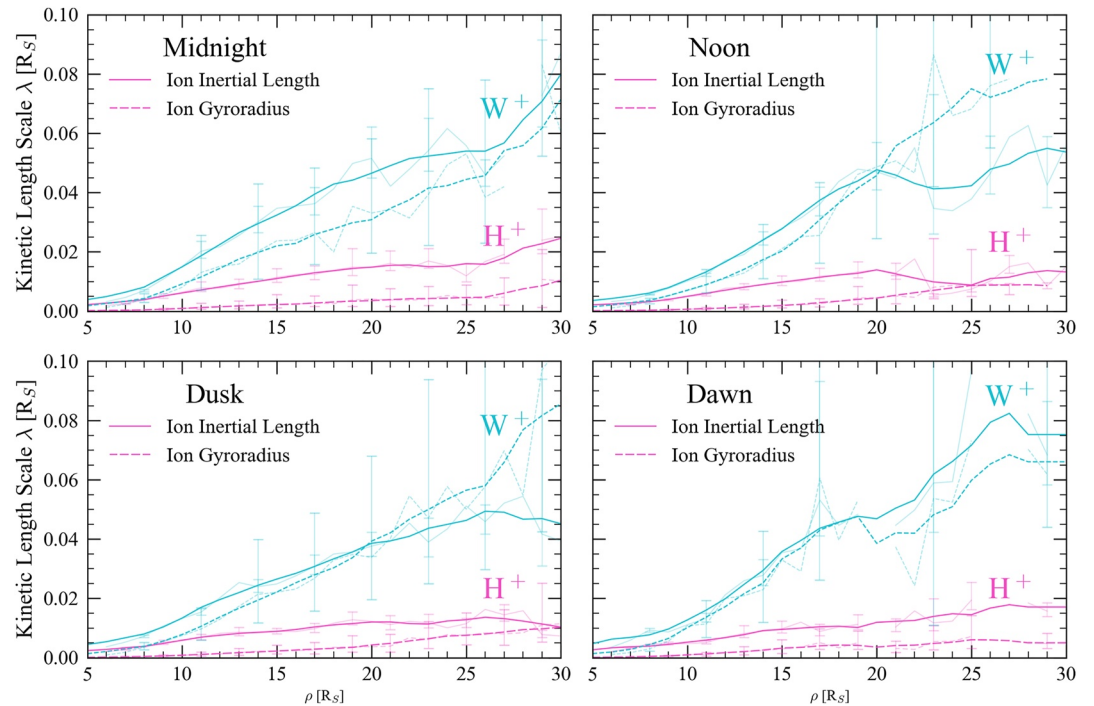 Midnight
Ion Inertial Length
Ion Gyroradius
W+
H+
Kinetic Length Scale λ [R_S]
0.10
0.08
0.06
0.04
0.02
0.00
5 10 15 20 25 30
Noon
Ion Inertial Length
Ion Gyroradius
W+
H+
5 10 15 20 25 30
Dusk
Ion Inertial Length
Ion Gyroradius
W+
H+
Kinetic Length Scale λ [R_S]
0.10
0.08
0.06
0.04
0.02
0.00
5 10 15 20 25 30
ρ [R_S]
Dawn
Ion Inertial Length
Ion Gyroradius
W+
H+
5 10 15 20 25 30
ρ [R_S]